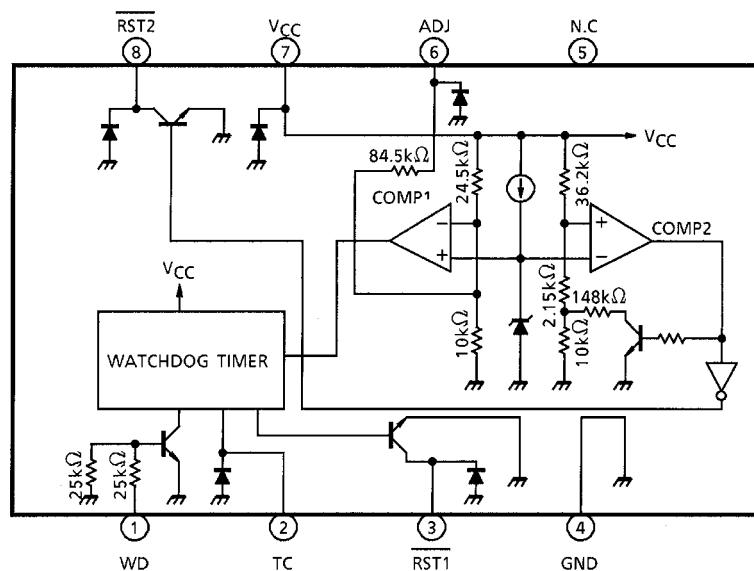 RST2 VCC ADJ N.C
8 7 6 5
VCC
84.5kΩ
24.5kΩ
36.2kΩ
COMP1
COMP2
− + + −
2.15kΩ
148kΩ
10kΩ
10kΩ
VCC
WATCHDOG TIMER
25kΩ
25kΩ
1 2 3 4
WD TC RST1 GND